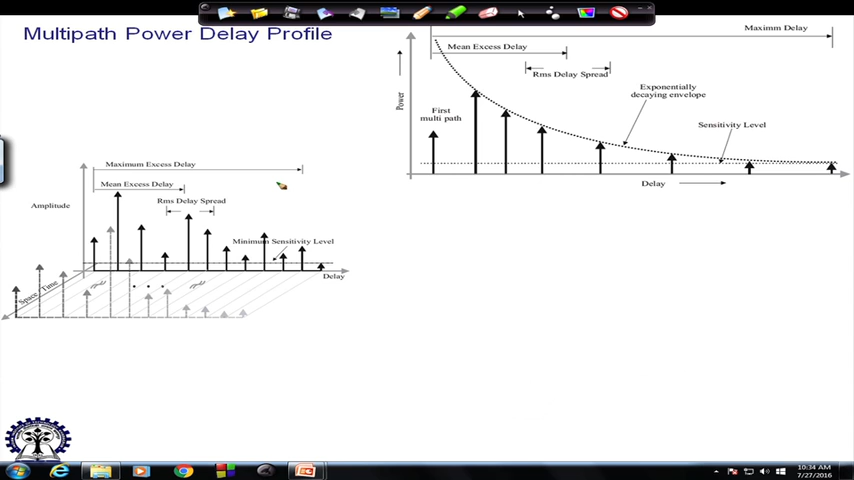 Multipath Power Delay Profile
Maximm Delay
Mean Excess Delay
Rms Delay Spread
Exponentially
decaying envelope
Power
First
multi path
Sensitivity Level
Delay
Maximum Excess Delay
Mean Excess Delay
Rms Delay Spread
Amplitude
Minimum Sensitivity Level
Delay
Space Time
10:34 AM
7/27/2016